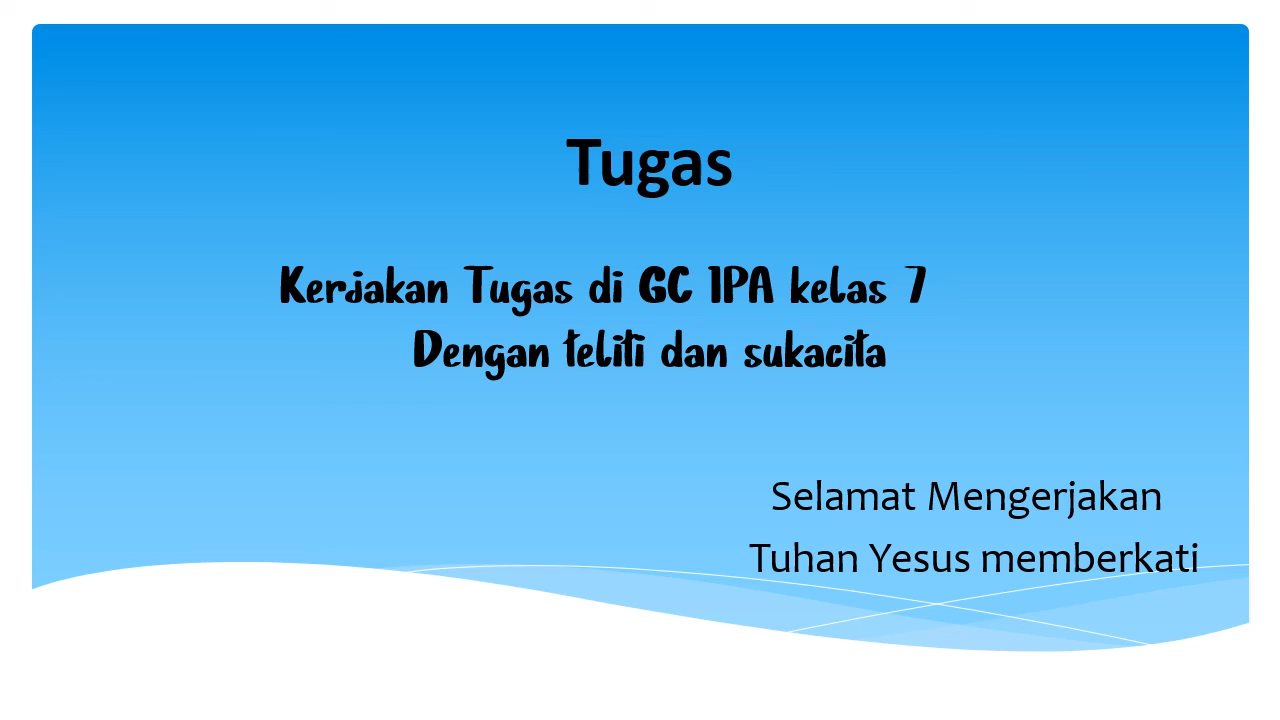 Tugas
Kerjakan Tugas di GC IPA kelas 7
Dengan teliti dan sukacita
Selamat Mengerjakan
Tuhan Yesus memberkati